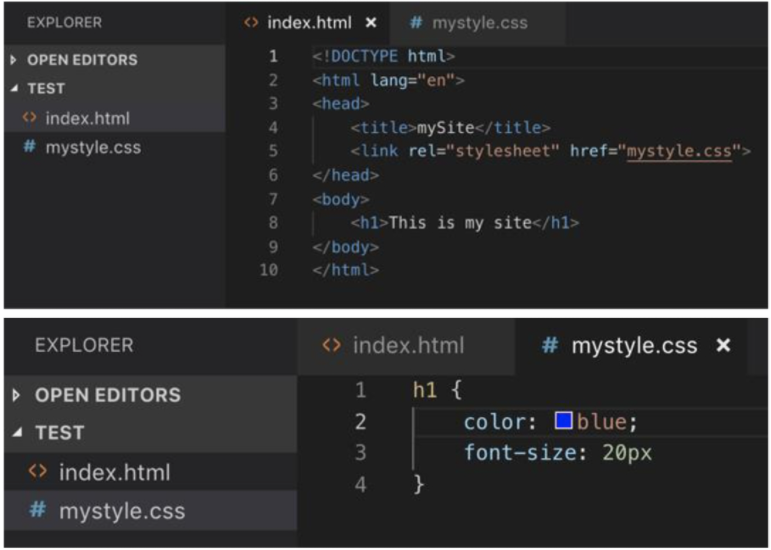 EXPLORER
index.html ×
# mystyle.css
OPEN EDITORS
TEST
index.html
# mystyle.css
1 <!DOCTYPE html>
2 <html lang="en">
3 <head>
4 <title>mySite</title>
5 <link rel="stylesheet" href="mystyle.css">
6 </head>
7 <body>
8 <h1>This is my site</h1>
9 </body>
10 </html>
EXPLORER
<> index.html
# mystyle.css ×
OPEN EDITORS
TEST
<> index.html
# mystyle.css
1 h1 {
2 color: blue;
3 font-size: 20px
4 }